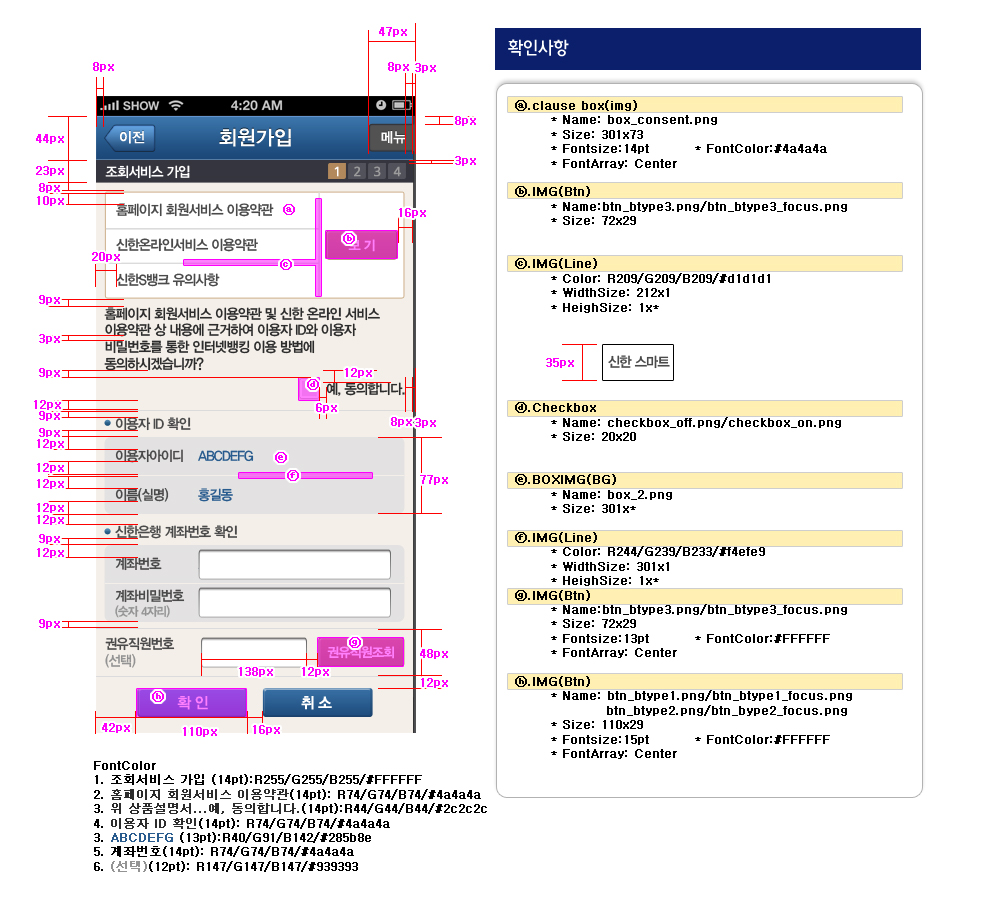 47px
8px
8px
3px
SHOW
4:20 AM
8px
44px
이전
회원가입
메뉴
3px
23px
조회서비스 가입
1 2 3 4
8px
10px
홈페이지 회원서비스 이용약관
ⓐ
16px
신한온라인서비스 이용약관
ⓑ
보기
20px
ⓒ
신한S뱅크 유의사항
9px
홈페이지 회원서비스 이용약관 및 신한 온라인 서비스
이용약관 상 내용에 근거하여 이용자 ID와 이용자
3px
비밀번호를 통한 인터넷뱅킹 이용 방법에
동의하시겠습니까?
9px
12px
ⓓ
예, 동의합니다.
12px
6px
9px
8px
3px
이용자 ID 확인
9px
12px
이용자아이디
ABCDEFG
ⓔ
12px
ⓕ
12px
77px
이름(실명)
홍길동
12px
12px
신한은행 계좌번호 확인
9px
12px
계좌번호
계좌비밀번호
(숫자 4자리)
9px
권유직원번호
(선택)
ⓖ
권유직원조회
48px
138px
12px
12px
ⓗ
확인
취소
42px
110px
16px
FontColor
1. 조회서비스 가입 (14pt):R255/G255/B255/#FFFFFF
2. 홈페이지 회원서비스 이용약관(14pt): R74/G74/B74/#4a4a4a
3. 위 상품설명서...예, 동의합니다.(14pt):R44/G44/B44/#2c2c2c
4. 이용자 ID 확인(14pt): R74/G74/B74/#4a4a4a
3. ABCDEFG (13pt):R40/G91/B142/#285b8e
5. 계좌번호(14pt): R74/G74/B74/#4a4a4a
6. (선택)(12pt): R147/G147/B147/#939393
확인사항
ⓐ.clause box(img)
* Name: box_consent.png
* Size: 301x73
* Fontsize:14pt * FontColor:#4a4a4a
* FontArray: Center
ⓑ.IMG(Btn)
* Name:btn_btype3.png/btn_btype3_focus.png
* Size: 72x29
ⓒ.IMG(Line)
* Color: R209/G209/B209/#d1d1d1
* WidthSize: 212x1
* HeighSize: 1x*
35px
신한 스마트
ⓓ.Checkbox
* Name: checkbox_off.png/checkbox_on.png
* Size: 20x20
ⓔ.BOXIMG(BG)
* Name: box_2.png
* Size: 301x*
ⓕ.IMG(Line)
* Color: R244/G239/B233/#f4efe9
* WidthSize: 301x1
* HeighSize: 1x*
ⓖ.IMG(Btn)
* Name:btn_btype3.png/btn_btype3_focus.png
* Size: 72x29
* Fontsize:13pt * FontColor:#FFFFFF
* FontArray: Center
ⓗ.IMG(Btn)
* Name: btn_btype1.png/btn_btype1_focus.png
btn_btype2.png/btn_bype2_focus.png
* Size: 110x29
* Fontsize:15pt * FontColor:#FFFFFF
* FontArray: Center